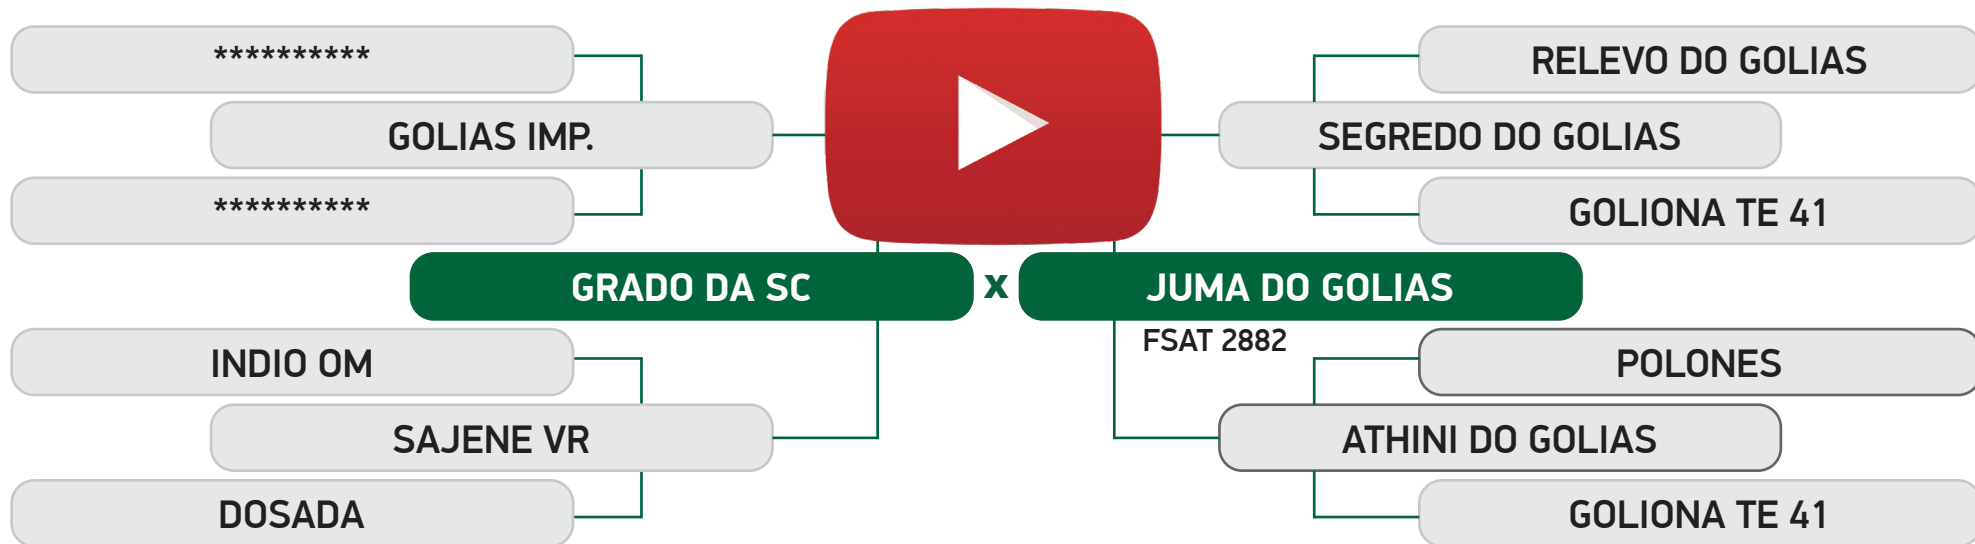 **********
RELEVO DO GOLIAS
GOLIAS IMP.
SEGREDO DO GOLIAS
**********
GOLIONA TE 41
GRADO DA SC
x
JUMA DO GOLIAS
FSAT 2882
INDIO OM
POLONES
SAJENE VR
ATHINI DO GOLIAS
DOSADA
GOLIONA TE 41